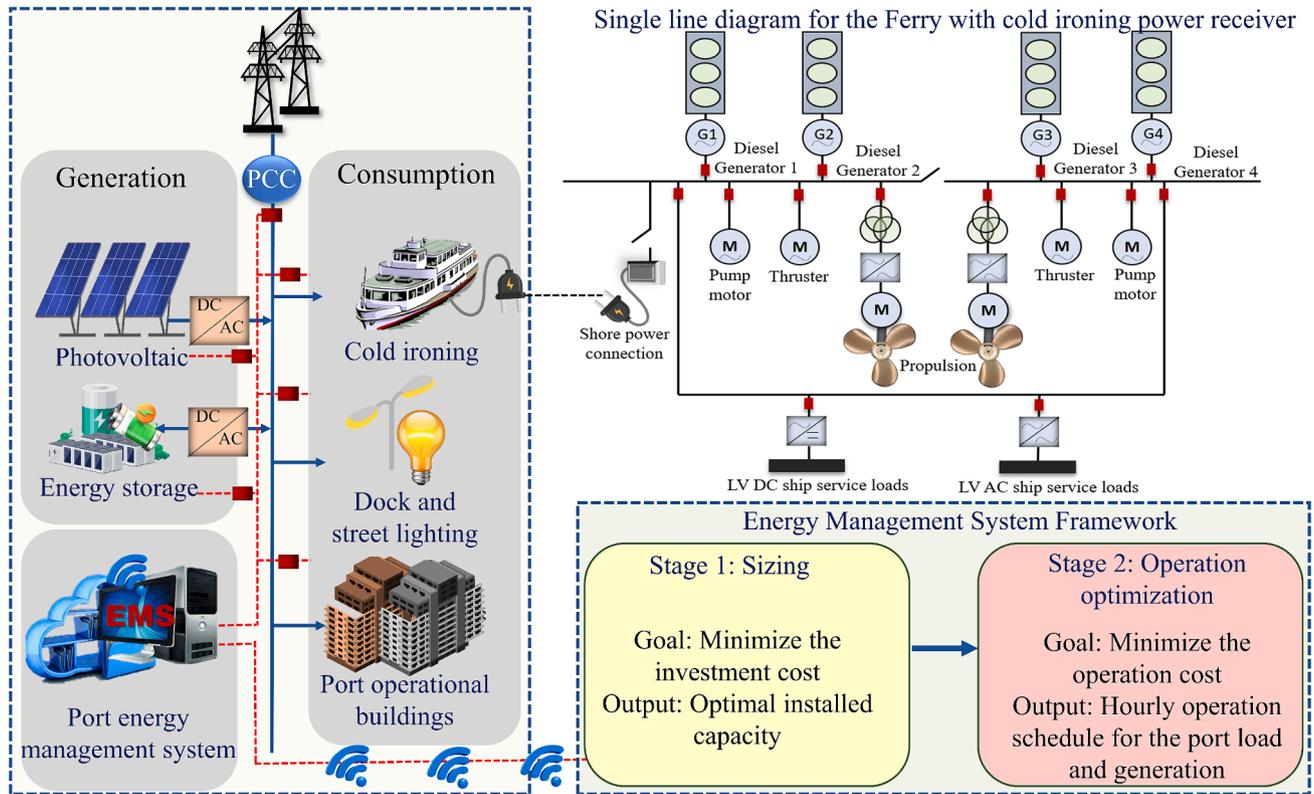 Single line diagram for the Ferry with cold ironing power receiver
Generation
PCC
Consumption
DC
AC
Photovoltaic
Cold ironing
DC
AC
Energy storage
Dock and
street lighting
EMS
Port energy
management system
Port operational
buildings
G1
G2
G3
G4
Diesel
Generator 1
Diesel
Generator 2
Diesel
Generator 3
Diesel
Generator 4
M
M
M
M
Pump
motor
Thruster
Thruster
Pump
motor
M
M
Shore power
connection
Propulsion
LV DC ship service loads
LV AC ship service loads
Energy Management System Framework
Stage 1: Sizing
Goal: Minimize the
investment cost
Output: Optimal installed
capacity
Stage 2: Operation
optimization
Goal: Minimize the
operation cost
Output: Hourly operation
schedule for the port load
and generation